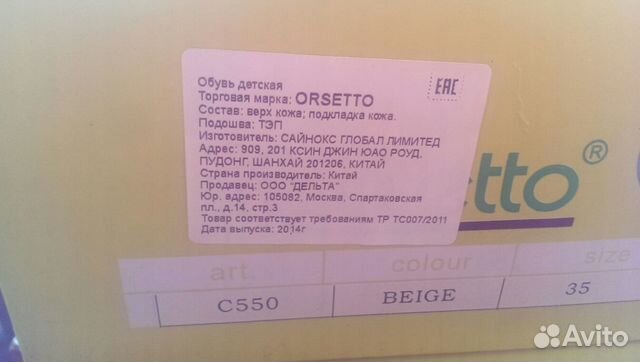 Обувь детская
ЕАС
Торговая марка: ORSETTO
Состав: верх кожа; подкладка кожа.
Подошва: ТЭП
Изготовитель: САЙНОКС ГЛОБАЛ ЛИМИТЕД
Адрес: 909, 201 КСИН ДЖИН ЮАО РОУД,
ПУДОНГ, ШАНХАЙ 201206, КИТАЙ
Страна производитель: Китай
Продавец: ООО "ДЕЛЬТА"
Юр. адрес: 105082, Москва, Спартаковская
пл., д.14, стр.3
Товар соответствует требованиям ТР ТС007/2011
Дата выпуска: 2014г
etto®
art. colour size
C550 BEIGE 35
Avito